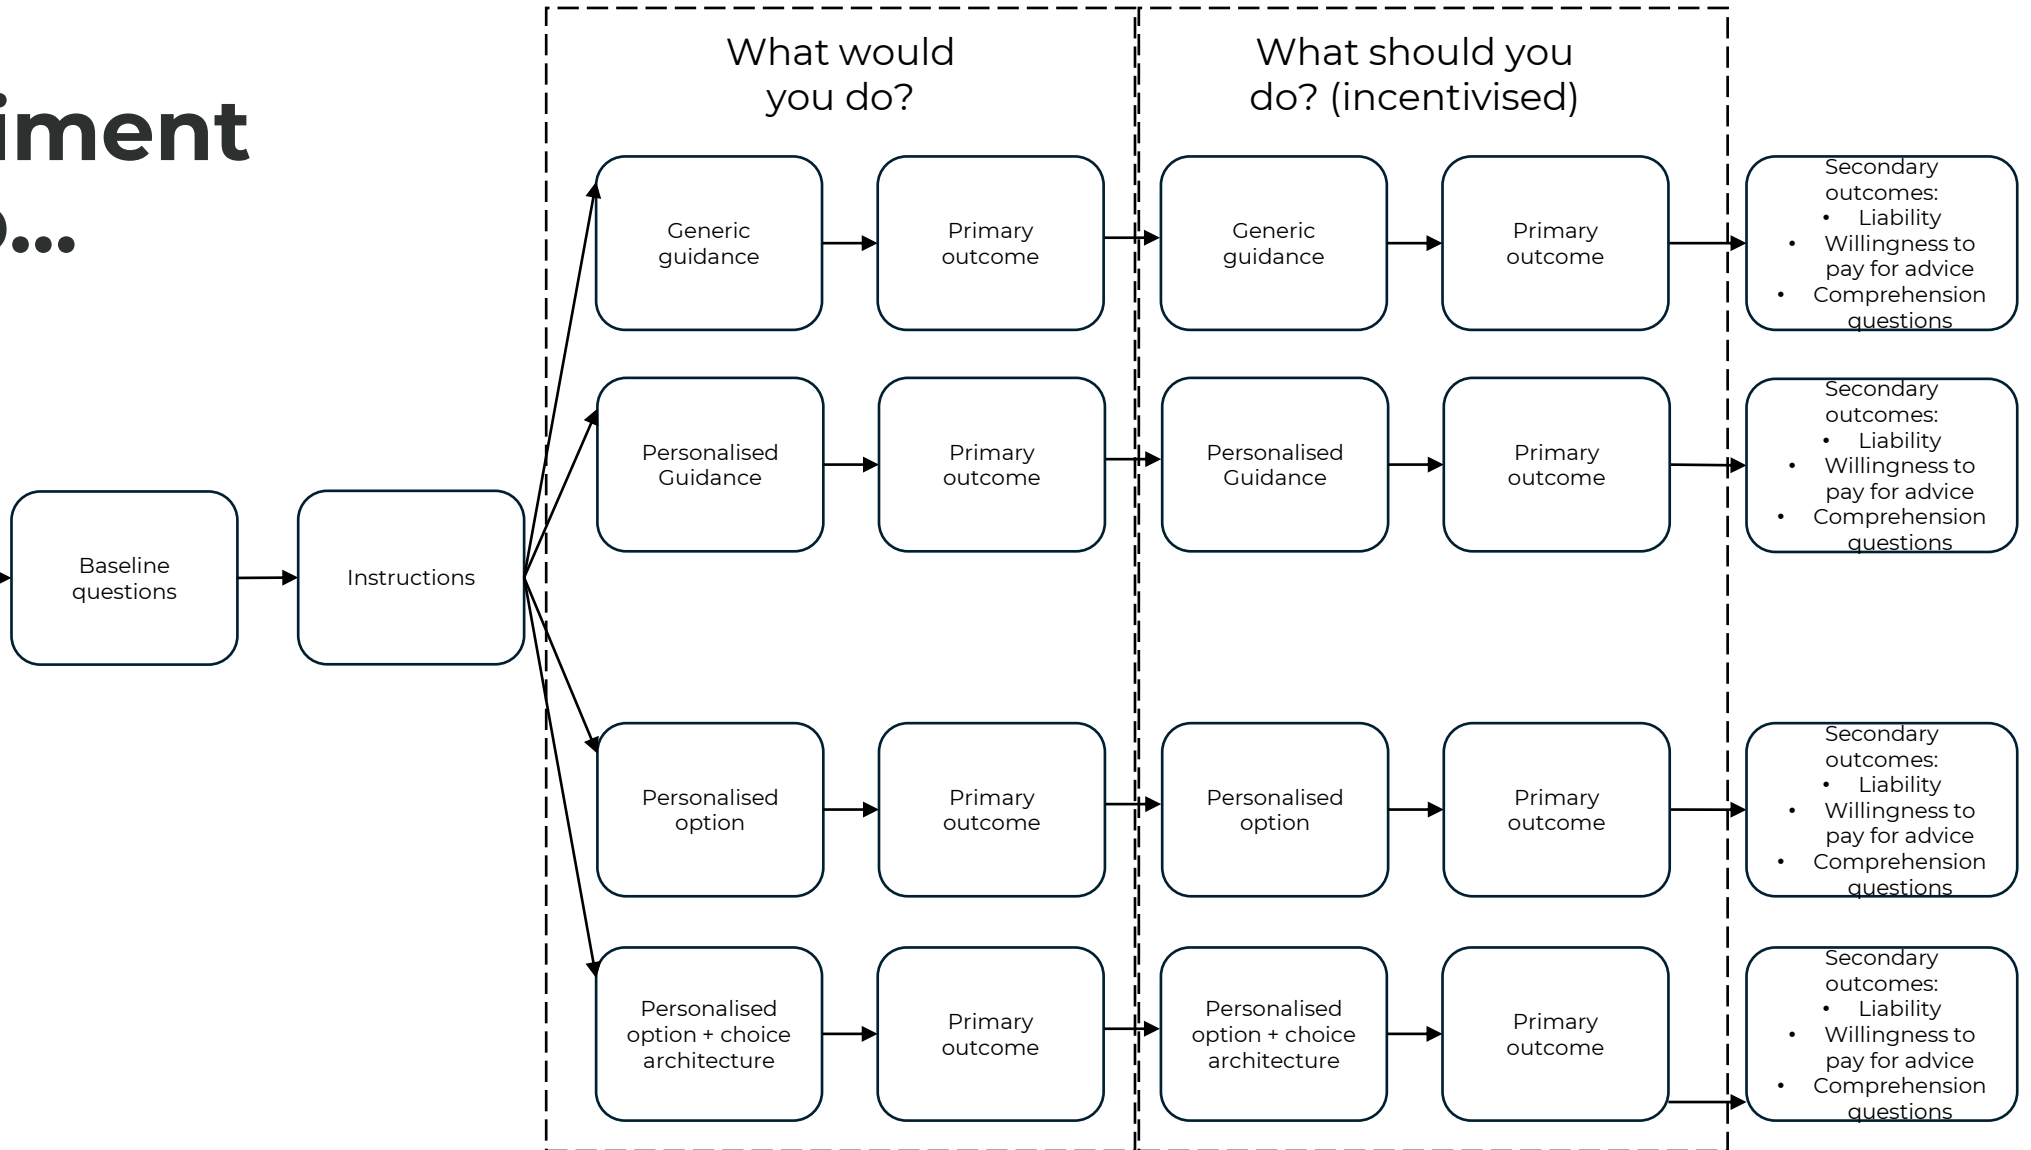 iment
...
What would
you do?
What should you
do? (incentivised)
Generic
guidance
Primary
outcome
Generic
guidance
Primary
outcome
Secondary
outcomes:
• Liability
• Willingness to
pay for advice
• Comprehension
questions
Personalised
Guidance
Primary
outcome
Personalised
Guidance
Primary
outcome
Secondary
outcomes:
• Liability
• Willingness to
pay for advice
• Comprehension
questions
Baseline
questions
Instructions
Personalised
option
Primary
outcome
Personalised
option
Primary
outcome
Secondary
outcomes:
• Liability
• Willingness to
pay for advice
• Comprehension
questions
Personalised
option + choice
architecture
Primary
outcome
Personalised
option + choice
architecture
Primary
outcome
Secondary
outcomes:
• Liability
• Willingness to
pay for advice
• Comprehension
questions